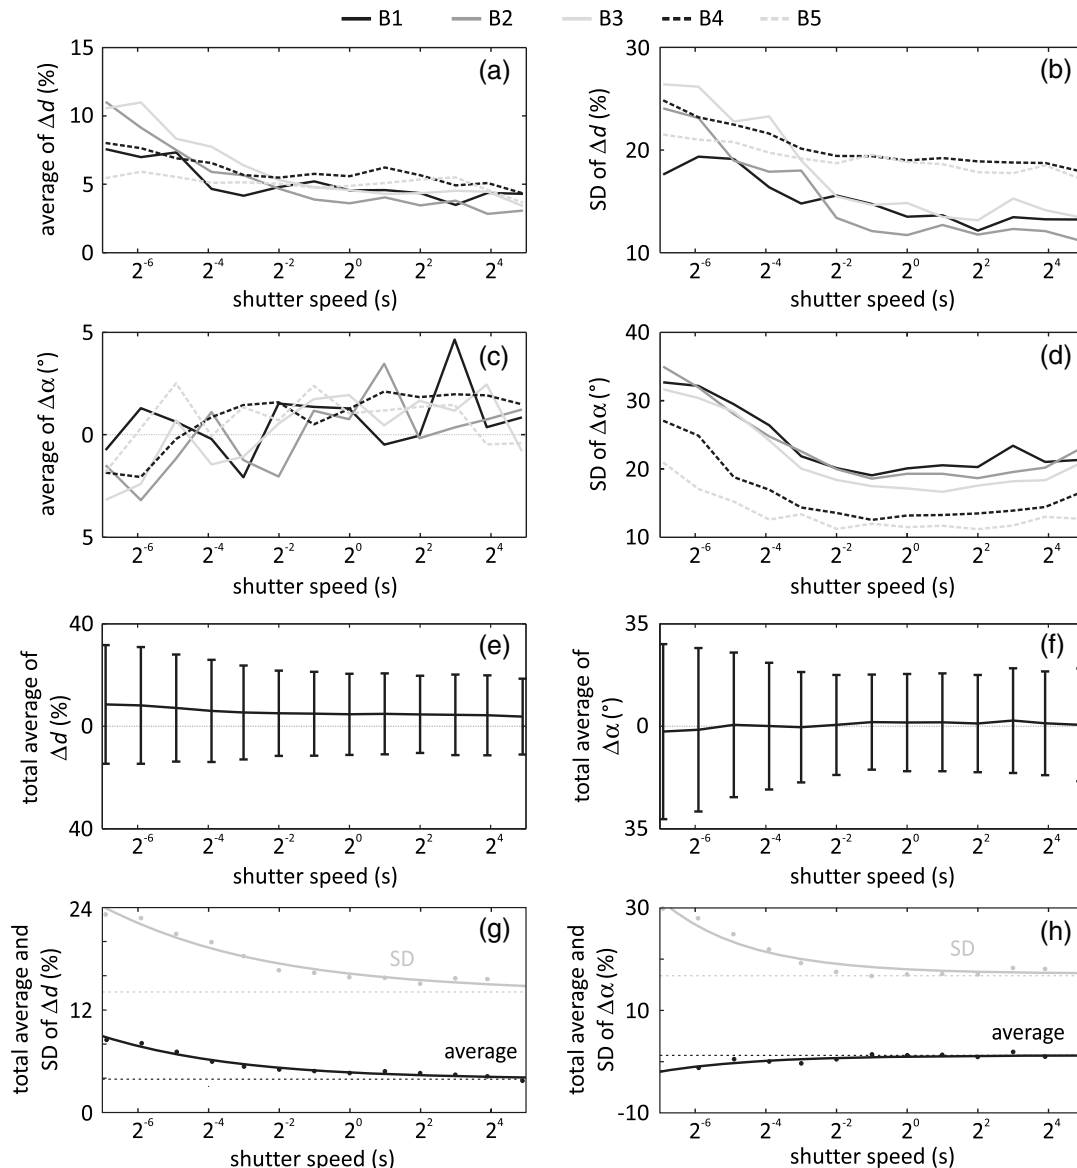 B1 B2 B3 B4 B5
(a)
average of Δd (%)
15
10
5
0
2⁻⁶ 2⁻⁴ 2⁻² 2⁰ 2² 2⁴
shutter speed (s)
(b)
SD of Δd (%)
30
20
10
2⁻⁶ 2⁻⁴ 2⁻² 2⁰ 2² 2⁴
shutter speed (s)
(c)
average of Δα (°)
5
0
5
2⁻⁶ 2⁻⁴ 2⁻² 2⁰ 2² 2⁴
shutter speed (s)
(d)
SD of Δα (°)
40
30
20
10
2⁻⁶ 2⁻⁴ 2⁻² 2⁰ 2² 2⁴
shutter speed (s)
(e)
total average of
Δd (%)
40
0
40
2⁻⁶ 2⁻⁴ 2⁻² 2⁰ 2² 2⁴
shutter speed (s)
(f)
total average of
Δα (°)
35
0
35
2⁻⁶ 2⁻⁴ 2⁻² 2⁰ 2² 2⁴
shutter speed (s)
(g)
total average and
SD of Δd (%)
24
12
0
SD
average
2⁻⁶ 2⁻⁴ 2⁻² 2⁰ 2² 2⁴
shutter speed (s)
(h)
total average and
SD of Δα (%)
30
10
-10
SD
average
2⁻⁶ 2⁻⁴ 2⁻² 2⁰ 2² 2⁴
shutter speed (s)